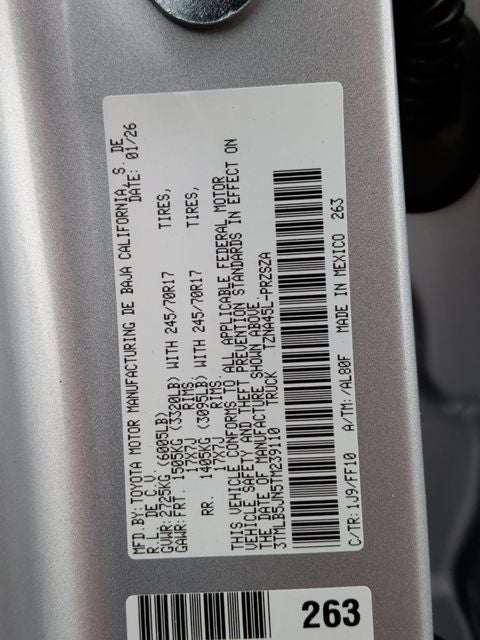 MFD.BY:TOYOTA MOTOR MANUFACTURING DE BAJA CALIFORNIA, S. DE
R.L. DE C.V. DATE: 01/26
GVWR: 2725KG (6005LB)
GAWR:FRT. 1505KG (3320LB) WITH 245/70R17 TIRES,
17X7J RIMS.
RR. 1405KG (3095LB) WITH 245/70R17 TIRES,
17X7J RIMS.
THIS VEHICLE CONFORMS TO ALL APPLICABLE FEDERAL MOTOR
VEHICLE SAFETY AND THEFT PREVENTION STANDARDS IN EFFECT ON
THE DATE OF MANUFACTURE SHOWN ABOVE.
3TMLB5JN5TM239110 TRUCK TZNA45L-PRZSZA
C/TR:1J9/FF10 A/TM:/AL80F MADE IN MEXICO 263
263